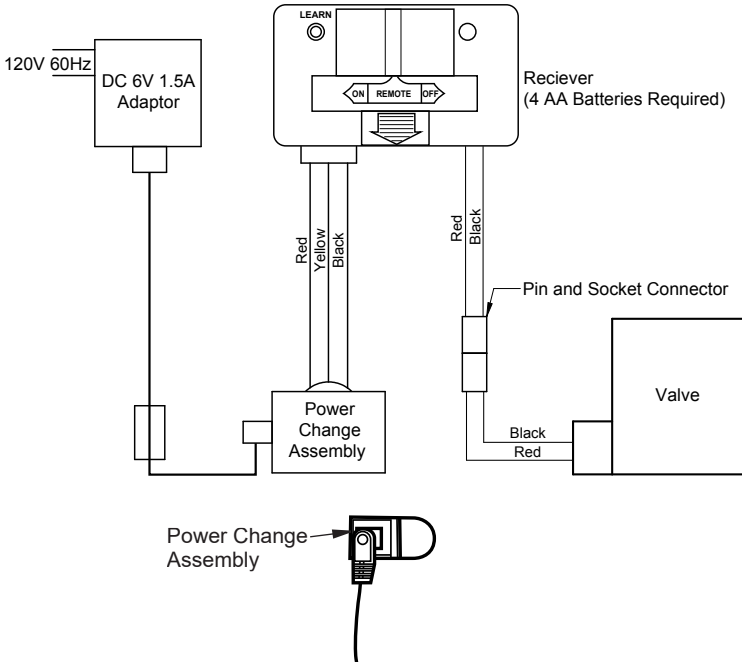 LEARN
120V 60Hz
DC 6V 1.5A
Adaptor
ON REMOTE OFF
Reciever
(4 AA Batteries Required)
Red
Yellow
Black
Red
Black
Pin and Socket Connector
Power
Change
Assembly
Valve
Black
Red
Power Change
Assembly